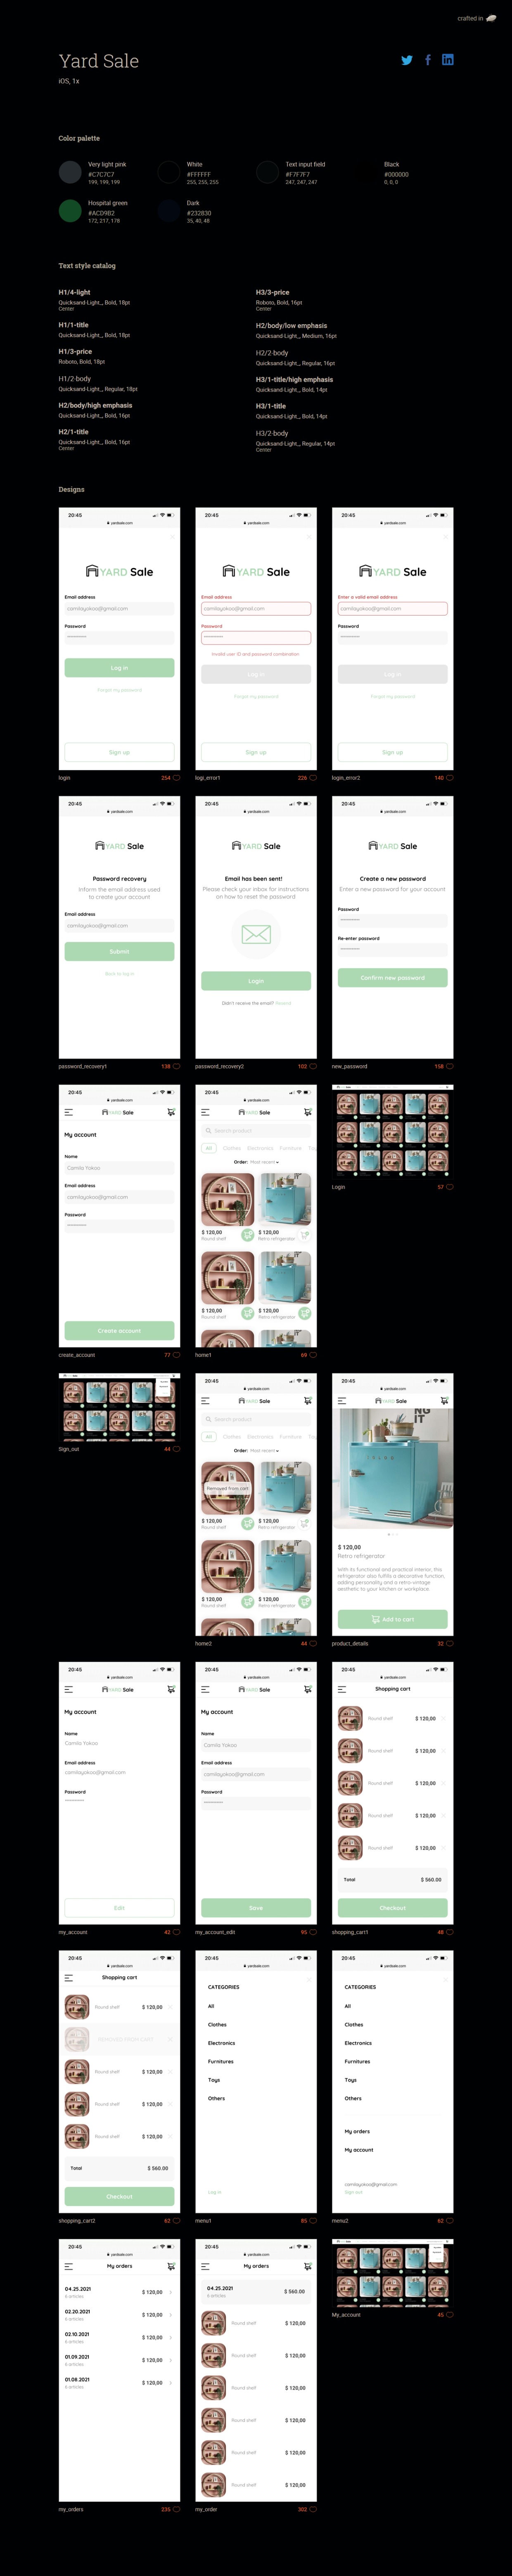 crafted in
Yard Sale
iOS, 1x
Color palette
Very light pink
#C7C7C7
199, 199, 199
White
#FFFFFF
255, 255, 255
Text input field
#F7F7F7
247, 247, 247
Black
#000000
0, 0, 0
Hospital green
#ACD9B2
172, 217, 178
Dark
#232830
35, 40, 48
Text style catalog
H1/4-light
Quicksand-Light_, Bold, 18pt
Center
H1/1-title
Quicksand-Light_, Bold, 18pt
H1/3-price
Roboto, Bold, 18pt
H1/2-body
Quicksand-Light_, Regular, 18pt
H2/body/high emphasis
Quicksand-Light_, Bold, 16pt
H2/1-title
Quicksand-Light_, Bold, 16pt
Center
H3/3-price
Roboto, Bold, 16pt
Center
H2/body/low emphasis
Quicksand-Light_, Medium, 16pt
H2/2-body
Quicksand-Light_, Regular, 16pt
H3/1-title/high emphasis
Quicksand-Light_, Bold, 14pt
H3/1-title
Quicksand-Light_, Bold, 14pt
H3/2-body
Quicksand-Light_, Regular, 14pt
Center
Designs
20:45
yardsale.com
YARD Sale
Email address
camilayokoo@gmail.com
Password
Log in
Forgot my password
Sign up
login 254
20:45
yardsale.com
YARD Sale
Email address
camilayokoo@gmail.com
Password
Invalid user ID and password combination
Log in
Forgot my password
Sign up
logi_error1 226
20:45
yardsale.com
YARD Sale
Enter a valid email address
camilayokoo@gmail.com
Password
Log in
Forgot my password
Sign up
login_error2 140
20:45
yardsale.com
YARD Sale
Password recovery
Inform the email address used
to create your account
Email address
camilayokoo@gmail.com
Submit
Back to log in
password_recovery1 138
20:45
yardsale.com
YARD Sale
Email has been sent!
Please check your inbox for instructions
on how to reset the password
Login
Didn't receive the email? Resend
password_recovery2 102
20:45
yardsale.com
YARD Sale
Create a new password
Enter a new password for your account
Password
Re-enter password
Confirm new password
new_password 158
20:45
yardsale.com
YARD Sale
My account
Name
Camila Yokoo
Email address
camilayokoo@gmail.com
Password
Create account
create_account 77
20:45
yardsale.com
YARD Sale
Search product
All Clothes Electronics Furniture Toy
Order: Most recent
$ 120,00
Round shelf
$ 120,00
Retro refrigerator
$ 120,00
Round shelf
$ 120,00
Retro refrigerator
home1 69
Login 57
Sign_out 44
20:45
yardsale.com
YARD Sale
Search product
All Clothes Electronics Furniture Toy
Order: Most recent
Removed from cart
$ 120,00
Round shelf
$ 120,00
Retro refrigerator
$ 120,00
Round shelf
$ 120,00
Retro refrigerator
home2 44
20:45
yardsale.com
YARD Sale
NG
IT
$ 120,00
Retro refrigerator
With its functional and practical interior, this
refrigerator also fulfills a decorative function,
adding personality and a retro-vintage
aesthetic to your kitchen or workplace.
Add to cart
product_details 32
20:45
yardsale.com
YARD Sale
My account
Name
Camila Yokoo
Email address
camilayokoo@gmail.com
Password
Edit
my_account 42
20:45
yardsale.com
YARD Sale
My account
Name
Camila Yokoo
Email address
camilayokoo@gmail.com
Password
Save
my_account_edit 95
20:45
yardsale.com
Shopping cart
Round shelf $ 120,00
Round shelf $ 120,00
Round shelf $ 120,00
Round shelf $ 120,00
Round shelf $ 120,00
Total $ 560.00
Checkout
shopping_cart1 48
20:45
yardsale.com
Shopping cart
Round shelf $ 120,00
REMOVED FROM CART
Round shelf $ 120,00
Round shelf $ 120,00
Round shelf $ 120,00
Total $ 560.00
Checkout
shopping_cart2 62
20:45
yardsale.com
CATEGORIES
All
Clothes
Electronics
Furnitures
Toys
Others
Log in
menu1 85
20:45
yardsale.com
CATEGORIES
All
Clothes
Electronics
Furnitures
Toys
Others
My orders
My account
camilayokoo@gmail.com
Sign out
menu2 62
20:45
yardsale.com
My orders
04.25.2021
6 articles
$ 120,00
02.20.2021
6 articles
$ 120,00
02.10.2021
6 articles
$ 120,00
01.09.2021
6 articles
$ 120,00
01.08.2021
6 articles
$ 120,00
my_orders 235
20:45
yardsale.com
My orders
04.25.2021
6 articles
$ 560.00
Round shelf $ 120,00
Round shelf $ 120,00
Round shelf $ 120,00
Round shelf $ 120,00
Round shelf $ 120,00
Round shelf $ 120,00
my_order 302
My_account 45